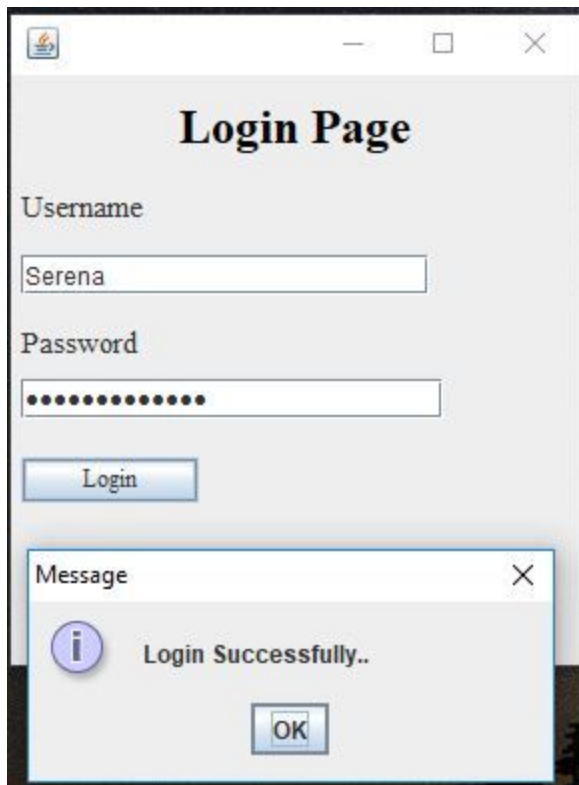 Login Page
Username
Serena
Password
•••••••••••••
Login
Message
Login Successfully..
OK